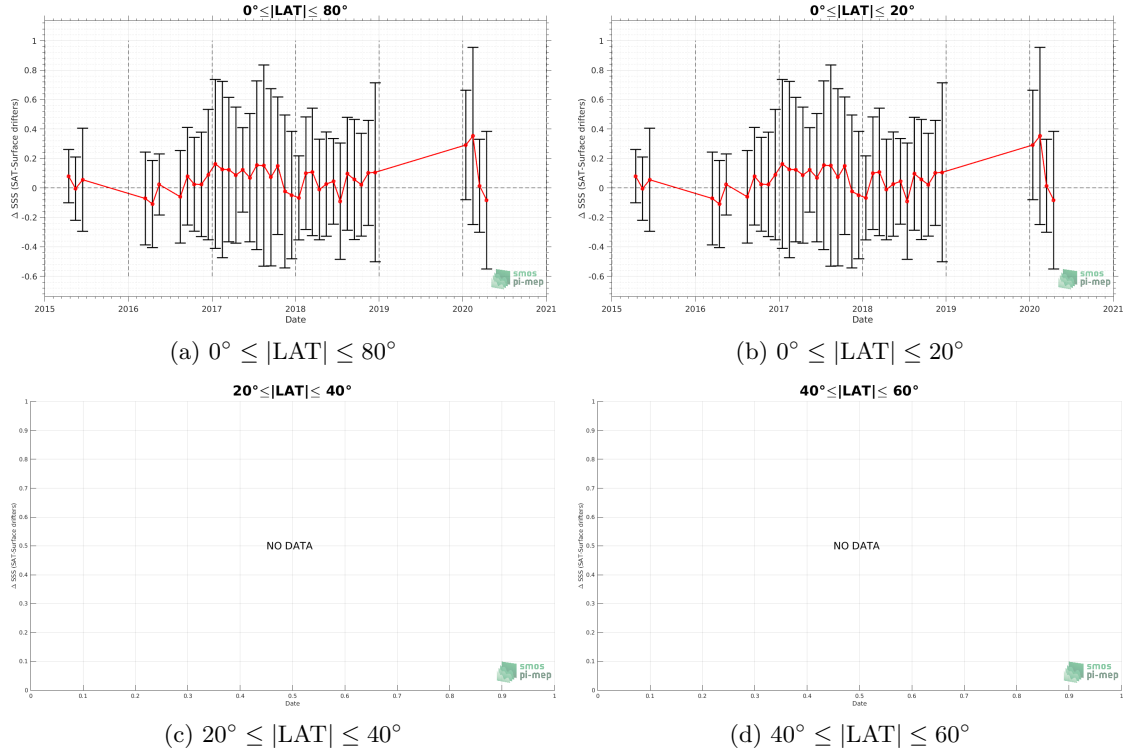 0°≤|LAT|≤ 80°
Δ SSS (SAT-Surface drifters)
1
0.8
0.6
0.4
0.2
0
-0.2
-0.4
-0.6
2015 2016 2017 2018 2019 2020 2021
Date
smos
pi-mep
(a) 0° ≤ |LAT| ≤ 80°
0°≤|LAT|≤ 20°
Δ SSS (SAT-Surface drifters)
1
0.8
0.6
0.4
0.2
0
-0.2
-0.4
-0.6
2015 2016 2017 2018 2019 2020 2021
Date
smos
pi-mep
(b) 0° ≤ |LAT| ≤ 20°
20°≤|LAT|≤ 40°
Δ SSS (SAT-Surface drifters)
1
0.9
0.8
0.7
0.6
0.5
0.4
0.3
0.2
0.1
0
NO DATA
0 0.1 0.2 0.3 0.4 0.5 0.6 0.7 0.8 0.9 1
Date
smos
pi-mep
(c) 20° ≤ |LAT| ≤ 40°
40°≤|LAT|≤ 60°
Δ SSS (SAT-Surface drifters)
1
0.9
0.8
0.7
0.6
0.5
0.4
0.3
0.2
0.1
0
NO DATA
0 0.1 0.2 0.3 0.4 0.5 0.6 0.7 0.8 0.9 1
Date
smos
pi-mep
(d) 40° ≤ |LAT| ≤ 60°